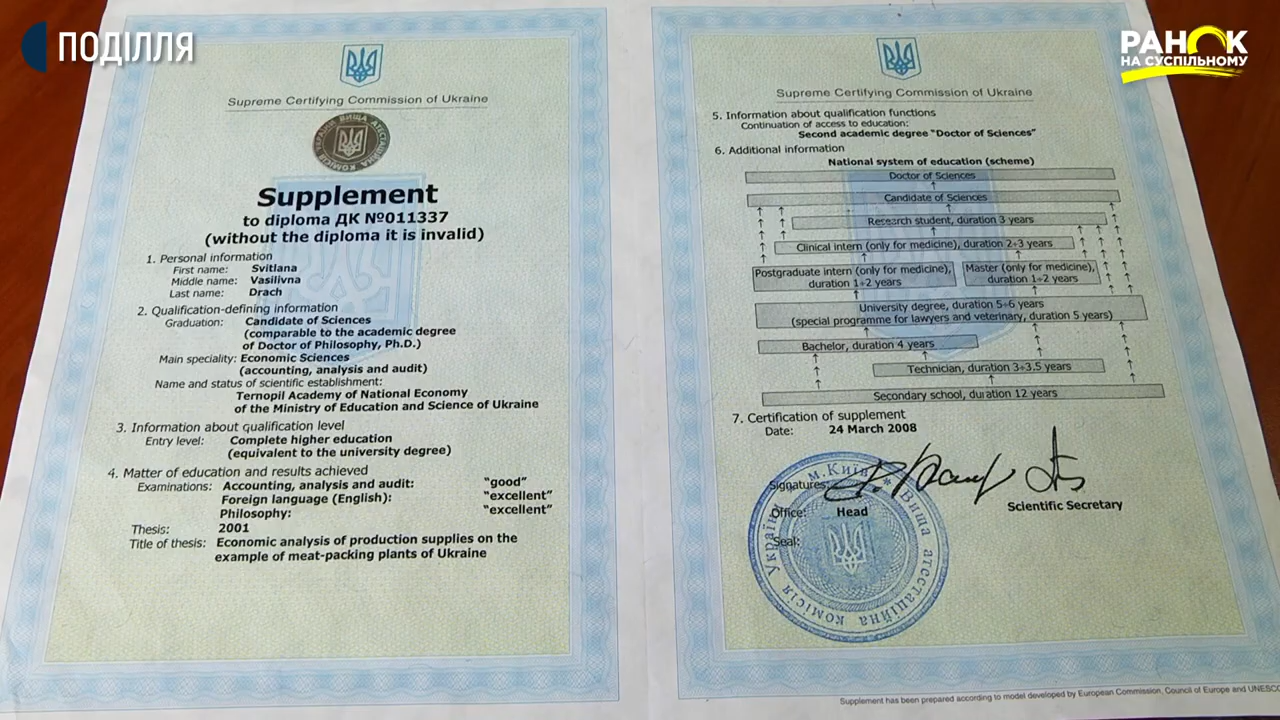 ПОДІЛЛЯ
РАНОК
НА СУСПІЛЬНОМУ
Supreme Certifying Commission of Ukraine
Supplement
to diploma ДК №011337
(without the diploma it is invalid)
1. Personal information
First name: Svitlana
Middle name: Vasilivna
Last name: Drach
2. Qualification-defining information
Graduation: Candidate of Sciences
(comparable to the academic degree
of Doctor of Philosophy, Ph.D.)
Main speciality: Economic Sciences
(accounting, analysis and audit)
Name and status of scientific establishment:
Ternopil Academy of National Economy
of the Ministry of Education and Science of Ukraine
3. Information about qualification level
Entry level: Complete higher education
(equivalent to the university degree)
4. Matter of education and results achieved
Examinations: Accounting, analysis and audit: "good"
Foreign language (English): "excellent"
Philosophy: "excellent"
Thesis: 2001
Title of thesis: Economic analysis of production supplies on the
example of meat-packing plants of Ukraine
Supreme Certifying Commission of Ukraine
5. Information about qualification functions
Continuation of access to education:
Second academic degree "Doctor of Sciences"
6. Additional information
National system of education (scheme)
Doctor of Sciences
Candidate of Sciences
Research student, duration 3 years
Clinical intern (only for medicine), duration 2÷3 years
Postgraduate intern (only for medicine),
duration 1÷2 years
Master (only for medicine),
duration 1÷2 years
University degree, duration 5÷6 years
(special programme for lawyers and veterinary, duration 5 years)
Bachelor, duration 4 years
Technician, duration 3÷3.5 years
Secondary school, duration 12 years
7. Certification of supplement
Date: 24 March 2008
Signatures:
Office: Head
Scientific Secretary
Seal:
м.Київ * Вища атестаційна комісія України
Supplement has been prepared according to model developed by European Commission, Council of Europe and UNESCO